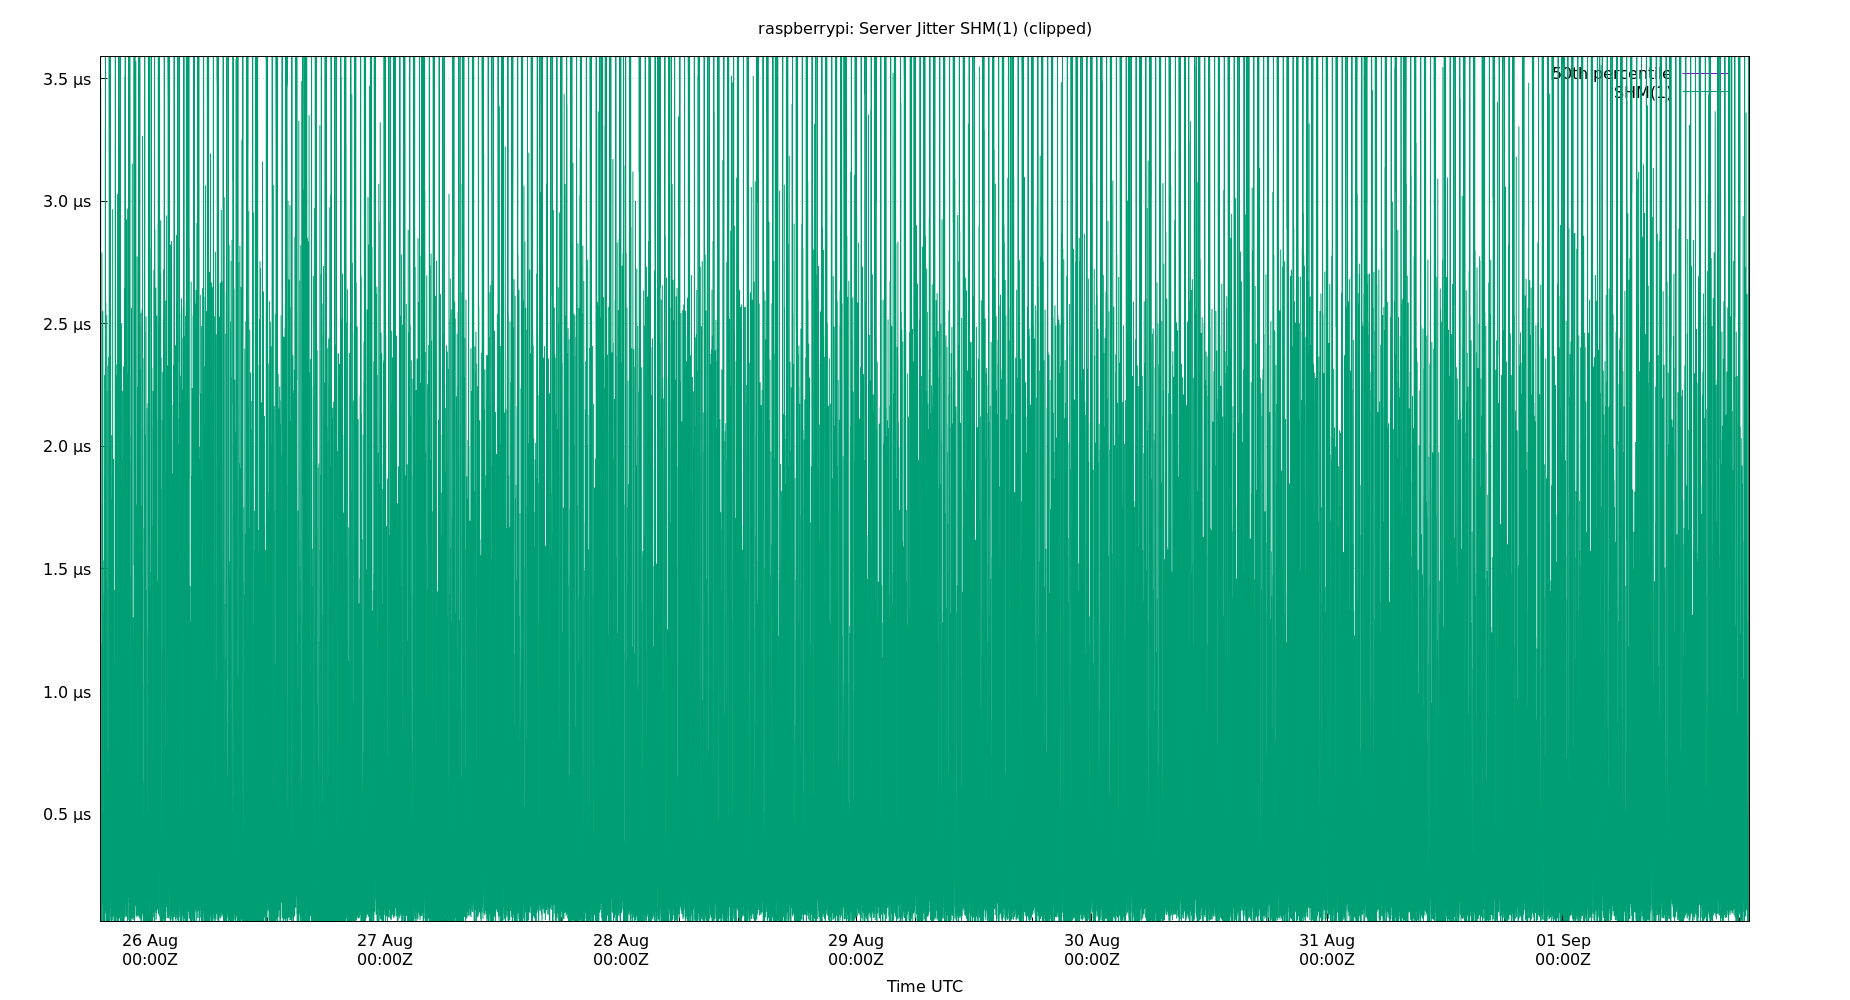 raspberrypi: Server Jitter SHM(1) (clipped)
50th percentile
SHM(1)
3.5 µs
3.0 µs
2.5 µs
2.0 µs
1.5 µs
1.0 µs
0.5 µs
26 Aug 27 Aug 28 Aug 29 Aug 30 Aug 31 Aug 01 Sep
00:00Z 00:00Z 00:00Z 00:00Z 00:00Z 00:00Z 00:00Z
Time UTC